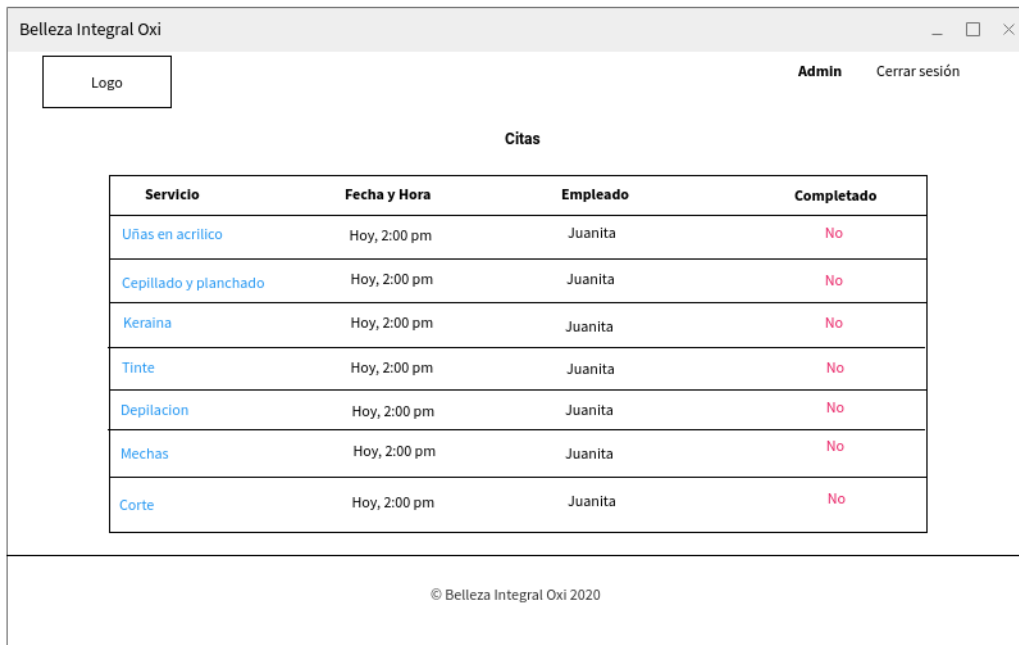 Belleza Integral Oxi
Logo
Admin Cerrar sesión
Citas
Servicio Fecha y Hora Empleado Completado
Uñas en acrilico Hoy, 2:00 pm Juanita No
Cepillado y planchado Hoy, 2:00 pm Juanita No
Keraina Hoy, 2:00 pm Juanita No
Tinte Hoy, 2:00 pm Juanita No
Depilacion Hoy, 2:00 pm Juanita No
Mechas Hoy, 2:00 pm Juanita No
Corte Hoy, 2:00 pm Juanita No
© Belleza Integral Oxi 2020